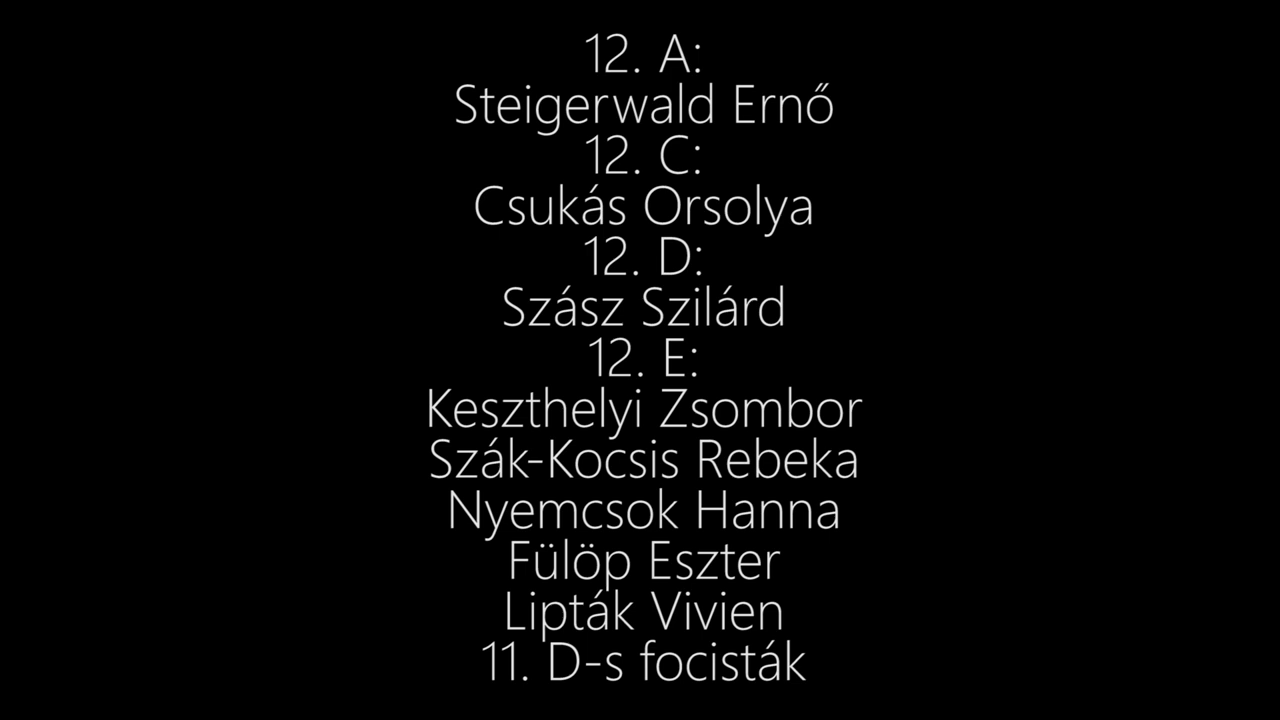 12. A:
Steigerwald Ernő
12. C:
Csukás Orsolya
12. D:
Szász Szilárd
12. E:
Keszthelyi Zsombor
Szák-Kocsis Rebeka
Nyemcsok Hanna
Fülöp Eszter
Lipták Vivien
11. D-s focisták